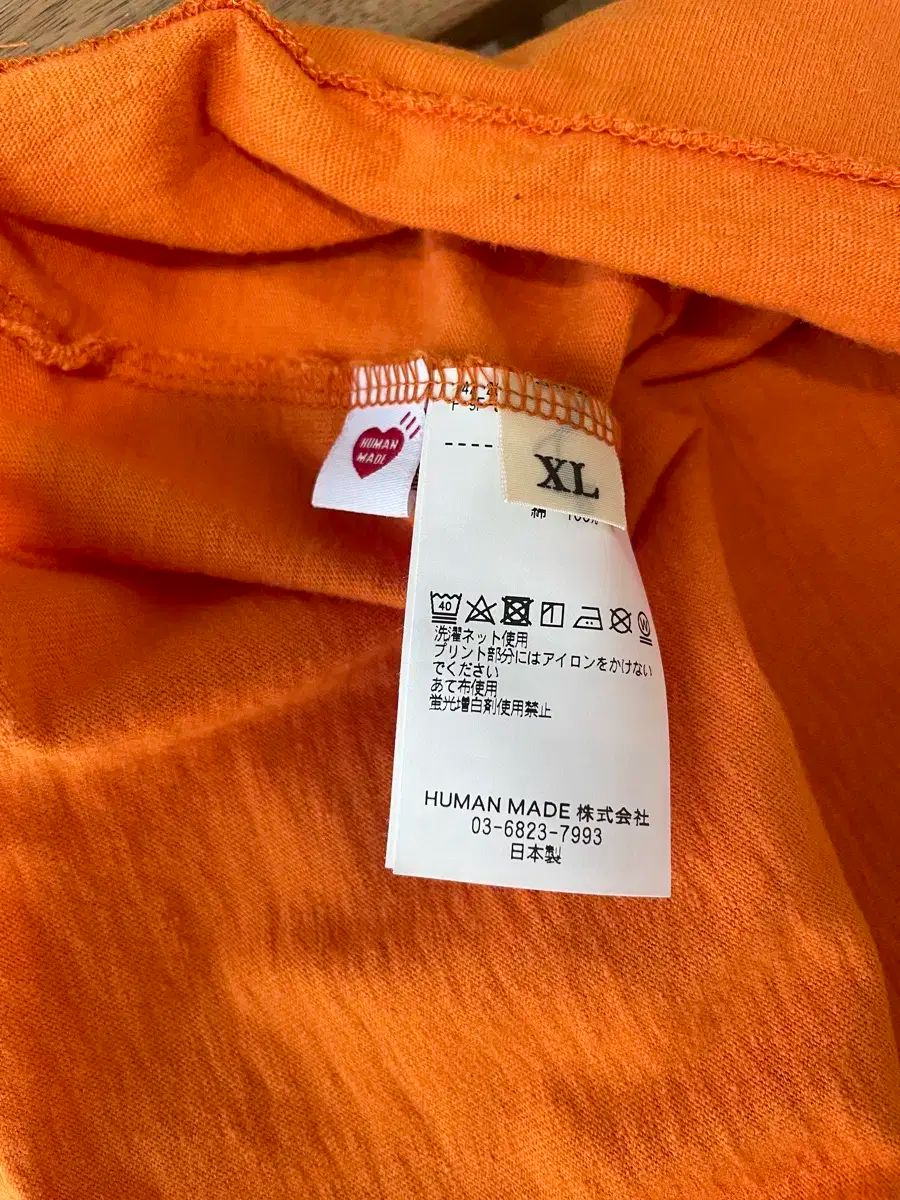 HUMAN
MADE
XL
綿 100%
40
W
洗濯ネット使用
プリント部分にはアイロンをかけない
でください
あて布使用
蛍光増白剤使用禁止
HUMAN MADE 株式会社
03-6823-7993
日本製